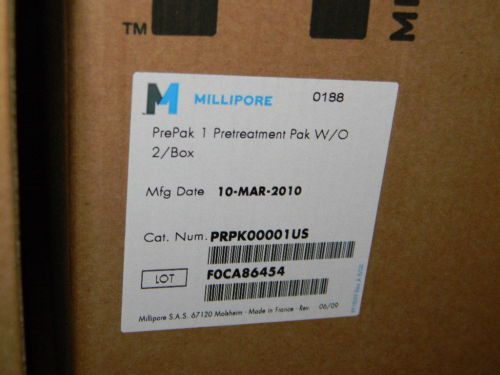 TM
MILLIPORE 0188
PrePak 1 Pretreatment Pak W/O
2/Box
Mfg Date 10-MAR-2010
Cat. Num. PRPK00001US
LOT F0CA86454
Millipore S.A.S. 67120 Molsheim - Made in France - Rev. 06/09